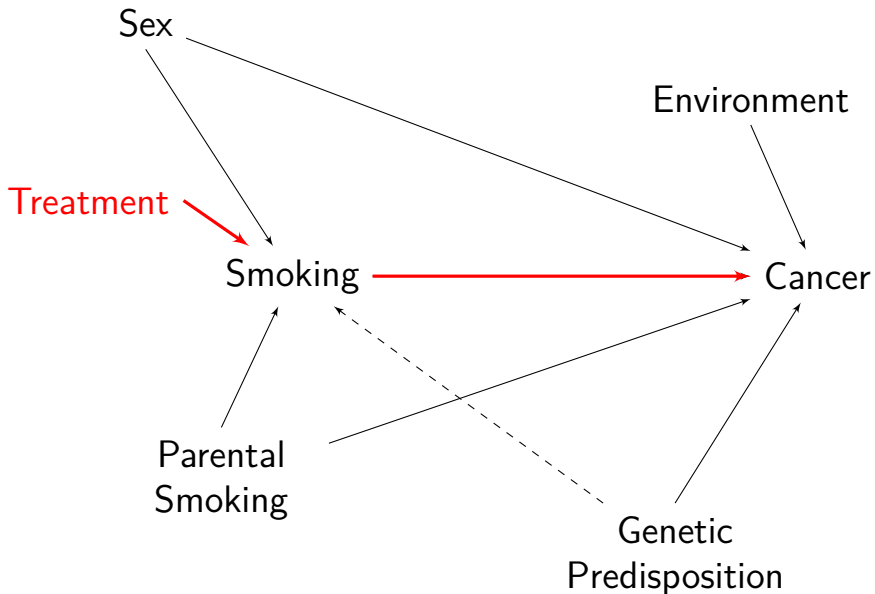 Sex
Environment
Treatment
Smoking
Cancer
Parental
Smoking
Genetic
Predisposition